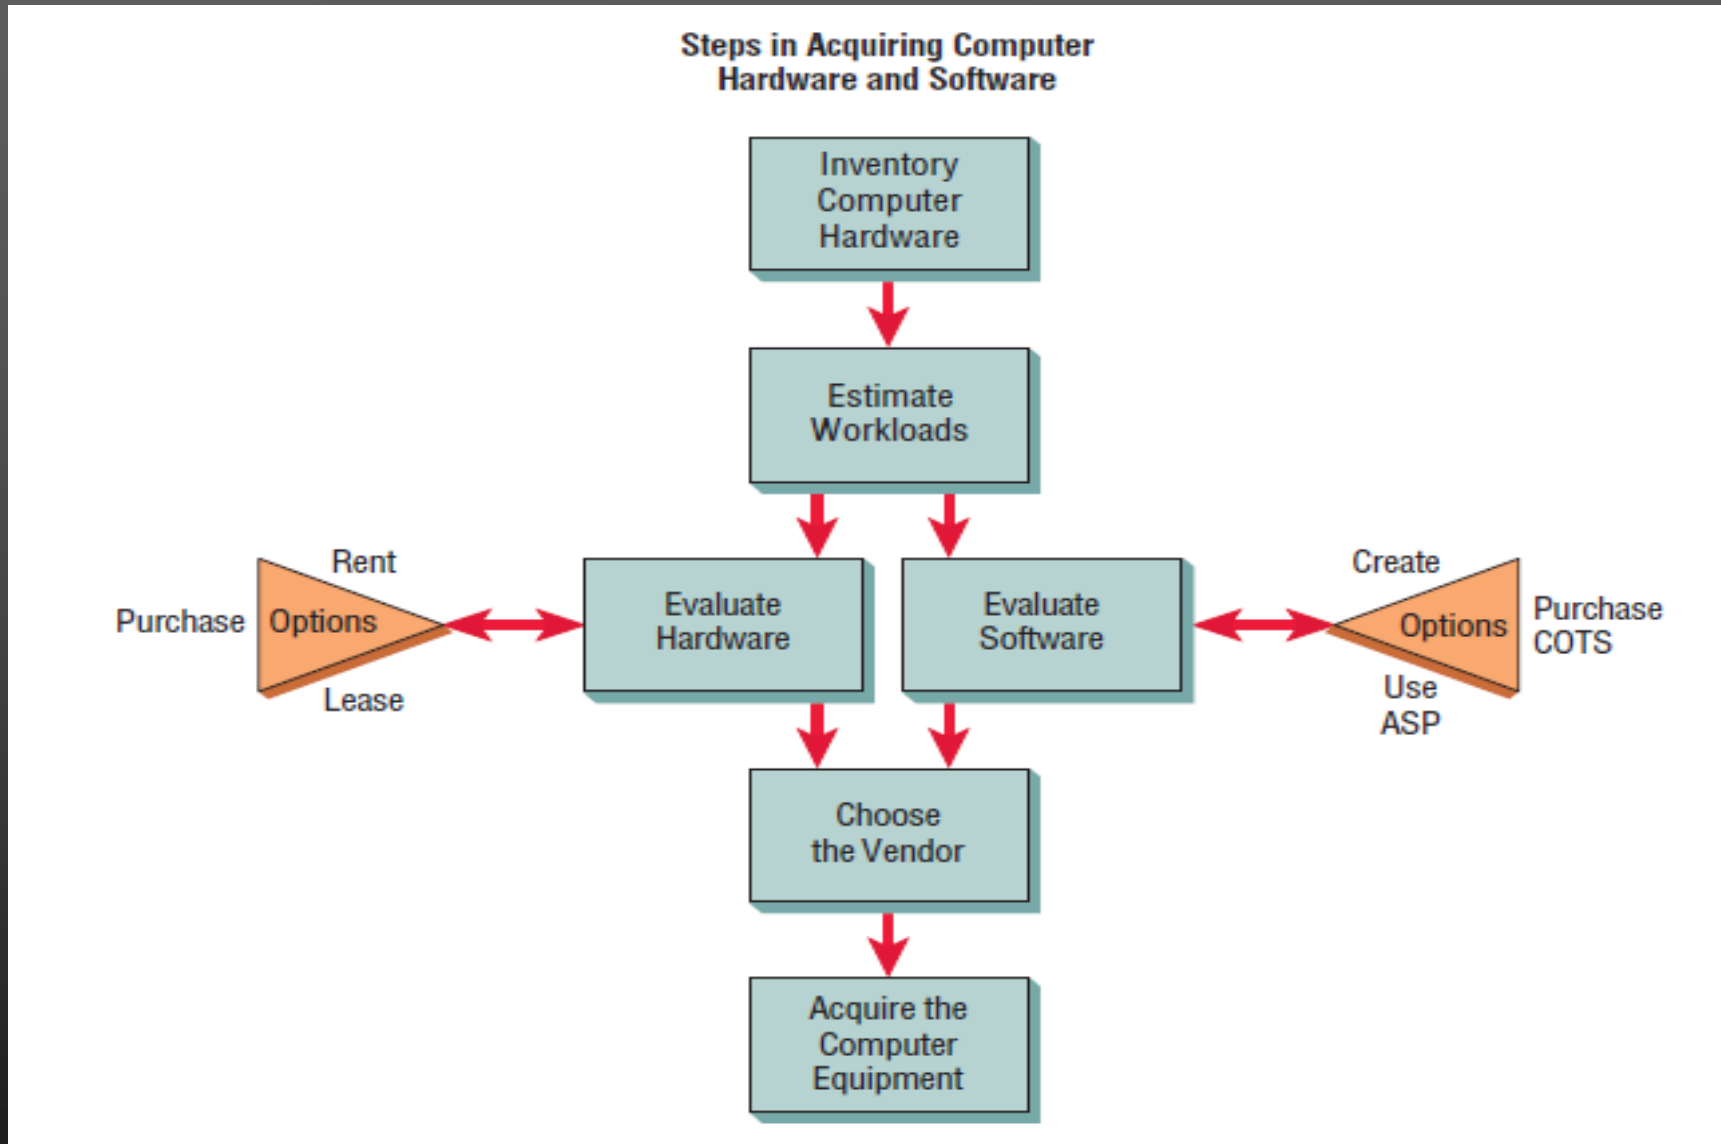 Steps in Acquiring Computer
Hardware and Software
Inventory
Computer
Hardware
Estimate
Workloads
Rent
Purchase
Options
Lease
Evaluate
Hardware
Evaluate
Software
Create
Options
Purchase
COTS
Use
ASP
Choose
the Vendor
Acquire the
Computer
Equipment